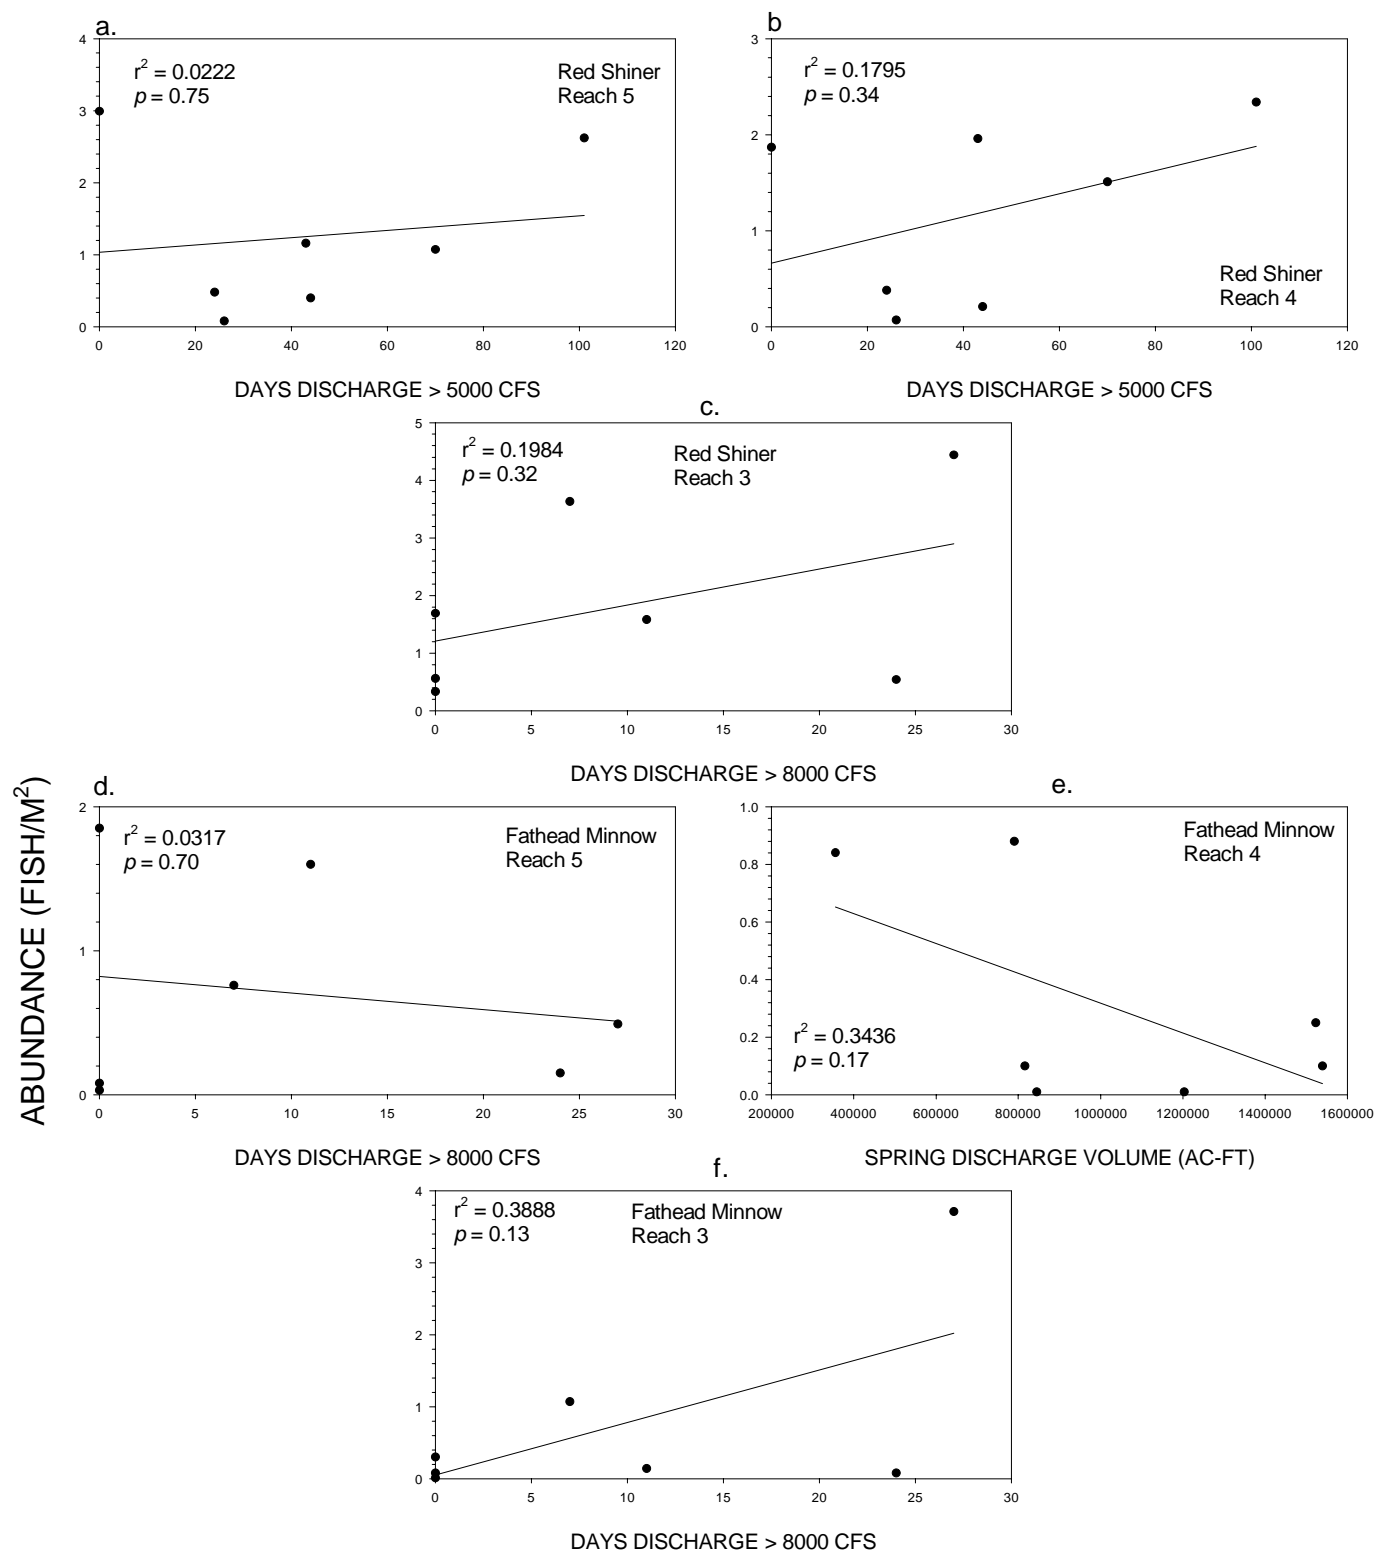 a.
r² = 0.0222
p = 0.75
Red Shiner
Reach 5
4
3
2
1
0
0 20 40 60 80 100 120
DAYS DISCHARGE > 5000 CFS
b
r² = 0.1795
p = 0.34
Red Shiner
Reach 4
3
2
1
0
0 20 40 60 80 100 120
DAYS DISCHARGE > 5000 CFS
c.
r² = 0.1984
p = 0.32
Red Shiner
Reach 3
5
4
3
2
1
0
0 5 10 15 20 25 30
DAYS DISCHARGE > 8000 CFS
ABUNDANCE (FISH/M²)
d.
r² = 0.0317
p = 0.70
Fathead Minnow
Reach 5
2
1
0
0 5 10 15 20 25 30
DAYS DISCHARGE > 8000 CFS
e.
Fathead Minnow
Reach 4
r² = 0.3436
p = 0.17
1.0
0.8
0.6
0.4
0.2
0.0
200000 400000 600000 800000 1000000 1200000 1400000 1600000
SPRING DISCHARGE VOLUME (AC-FT)
f.
r² = 0.3888
p = 0.13
Fathead Minnow
Reach 3
4
3
2
1
0
0 5 10 15 20 25 30
DAYS DISCHARGE > 8000 CFS